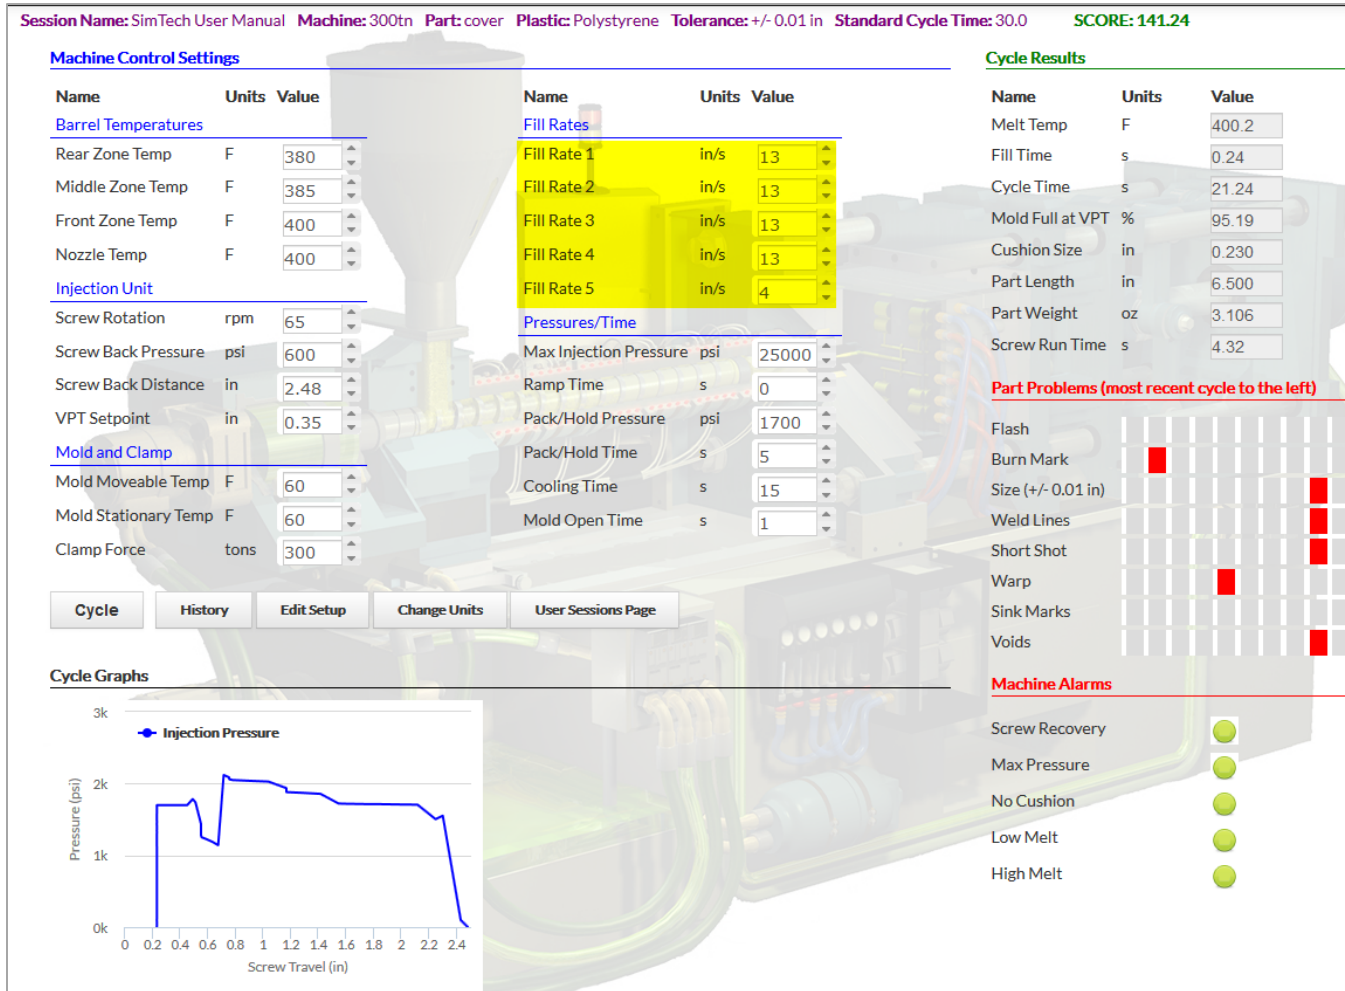 Session Name: SimTech User Manual Machine: 300tn Part: cover Plastic: Polystyrene Tolerance: +/- 0.01 in Standard Cycle Time: 30.0 SCORE: 141.24
Machine Control Settings
Name Units Value
Barrel Temperatures
Rear Zone Temp F 380
Middle Zone Temp F 385
Front Zone Temp F 400
Nozzle Temp F 400
Injection Unit
Screw Rotation rpm 65
Screw Back Pressure psi 600
Screw Back Distance in 2.48
VPT Setpoint in 0.35
Mold and Clamp
Mold Moveable Temp F 60
Mold Stationary Temp F 60
Clamp Force tons 300
Name Units Value
Fill Rates
Fill Rate 1 in/s 13
Fill Rate 2 in/s 13
Fill Rate 3 in/s 13
Fill Rate 4 in/s 13
Fill Rate 5 in/s 4
Pressures/Time
Max Injection Pressure psi 25000
Ramp Time s 0
Pack/Hold Pressure psi 1700
Pack/Hold Time s 5
Cooling Time s 15
Mold Open Time s 1
Cycle History Edit Setup Change Units User Sessions Page
Cycle Graphs
Injection Pressure
3k
2k
1k
0k
Pressure (psi)
0 0.2 0.4 0.6 0.8 1 1.2 1.4 1.6 1.8 2 2.2 2.4
Screw Travel (in)
Cycle Results
Name Units Value
Melt Temp F 400.2
Fill Time s 0.24
Cycle Time s 21.24
Mold Full at VPT % 95.19
Cushion Size in 0.230
Part Length in 6.500
Part Weight oz 3.106
Screw Run Time s 4.32
Part Problems (most recent cycle to the left)
Flash
Burn Mark
Size (+/- 0.01 in)
Weld Lines
Short Shot
Warp
Sink Marks
Voids
Machine Alarms
Screw Recovery
Max Pressure
No Cushion
Low Melt
High Melt